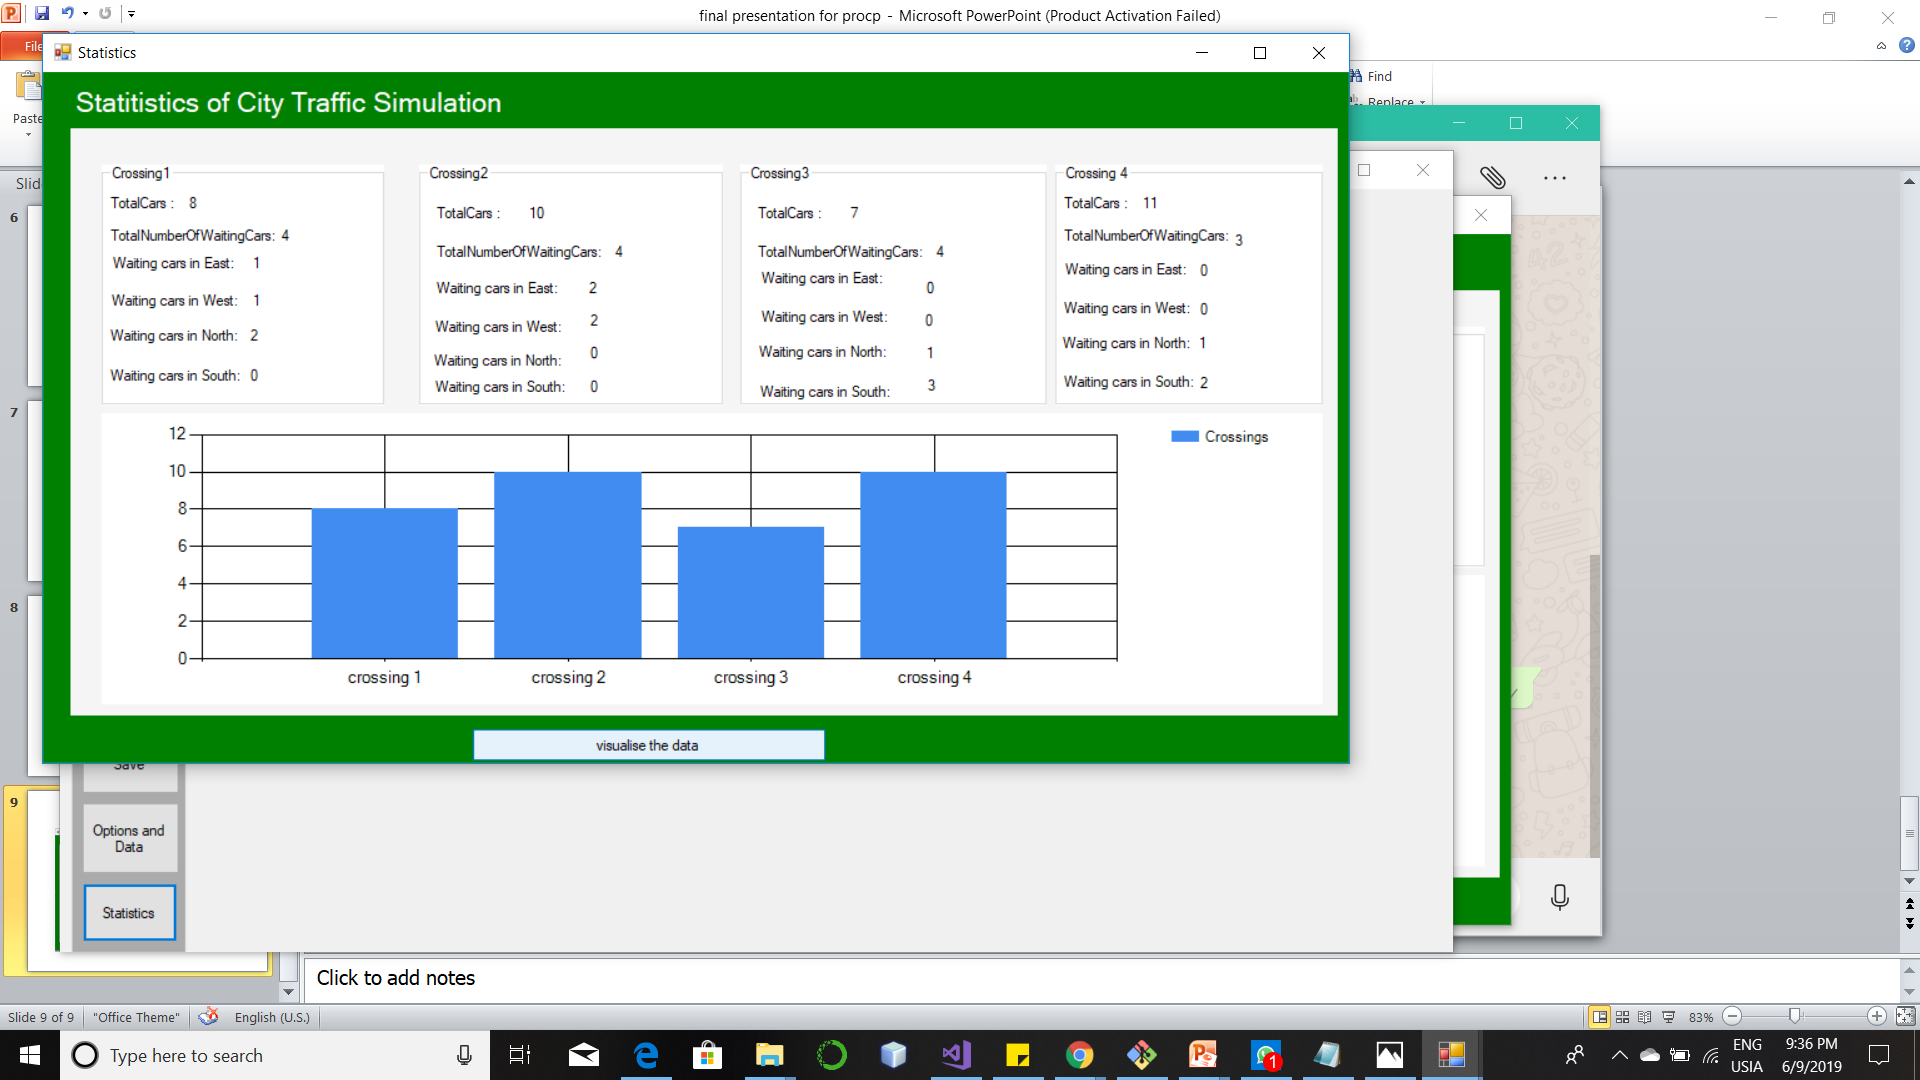 final presentation for procp - Microsoft PowerPoint (Product Activation Failed)
File
Statistics
Find
Replace
Paste
Statitistics of City Traffic Simulation
Crossing1
TotalCars : 8
TotalNumberOfWaitingCars: 4
Waiting cars in East: 1
Waiting cars in West: 1
Waiting cars in North: 2
Waiting cars in South: 0
Crossing2
TotalCars : 10
TotalNumberOfWaitingCars: 4
Waiting cars in East: 2
Waiting cars in West: 2
Waiting cars in North: 0
Waiting cars in South: 0
Crossing3
TotalCars : 7
TotalNumberOfWaitingCars: 4
Waiting cars in East: 0
Waiting cars in West: 0
Waiting cars in North: 1
Waiting cars in South: 3
Crossing 4
TotalCars : 11
TotalNumberOfWaitingCars: 3
Waiting cars in East: 0
Waiting cars in West: 0
Waiting cars in North: 1
Waiting cars in South: 2
12
10
8
6
4
2
0
crossing 1 crossing 2 crossing 3 crossing 4
Crossings
visualise the data
6
7
8
9
Save
Options and
Data
Statistics
Click to add notes
Slide 9 of 9 "Office Theme" English (U.S.) 83%
Type here to search
1
ENG
USIA
9:36 PM
6/9/2019